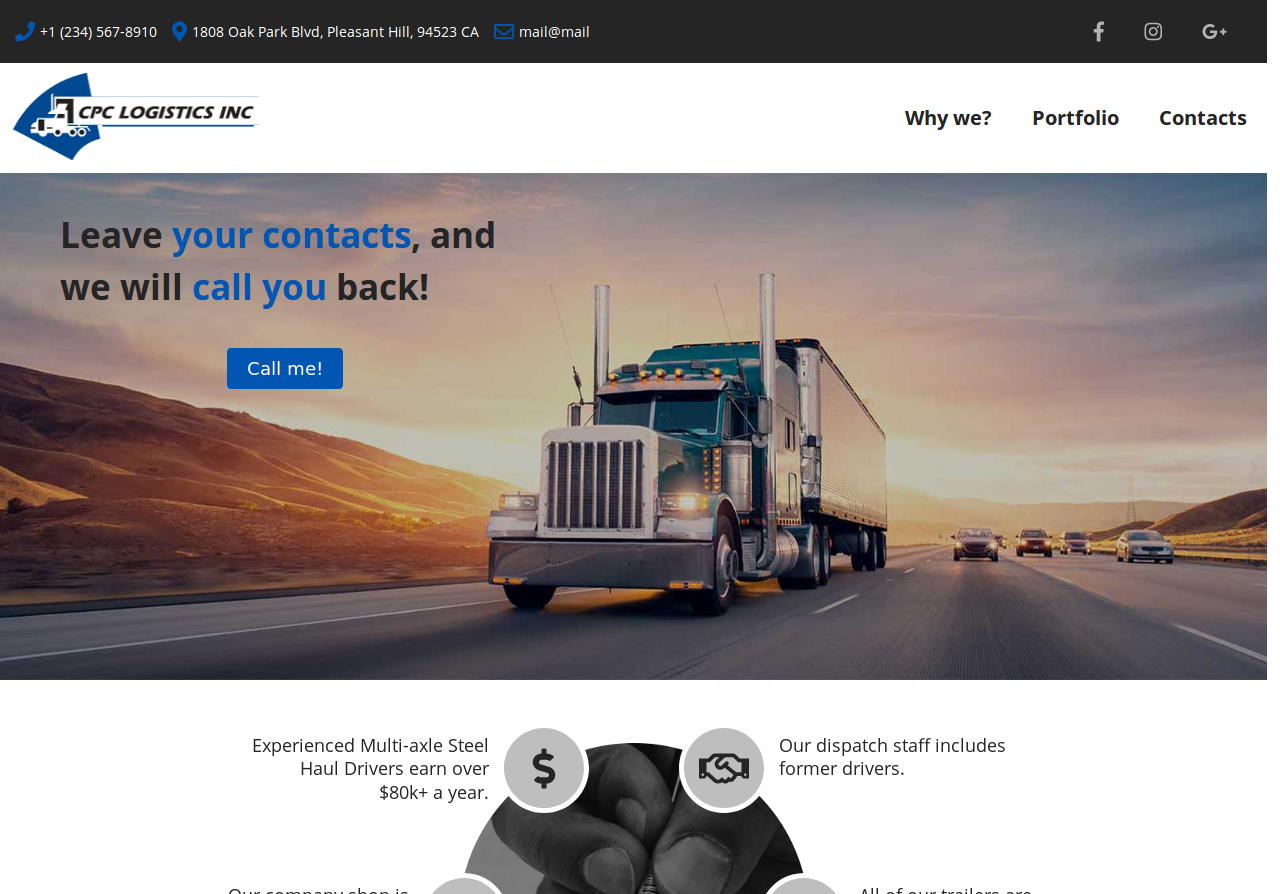 +1 (234) 567-8910
1808 Oak Park Blvd, Pleasant Hill, 94523 CA
mail@mail
CPC LOGISTICS INC
Why we?
Portfolio
Contacts
Leave your contacts, and
we will call you back!
Call me!
Experienced Multi-axle Steel
Haul Drivers earn over
$80k+ a year.
Our dispatch staff includes
former drivers.
Our company shop is
All of our trailers are